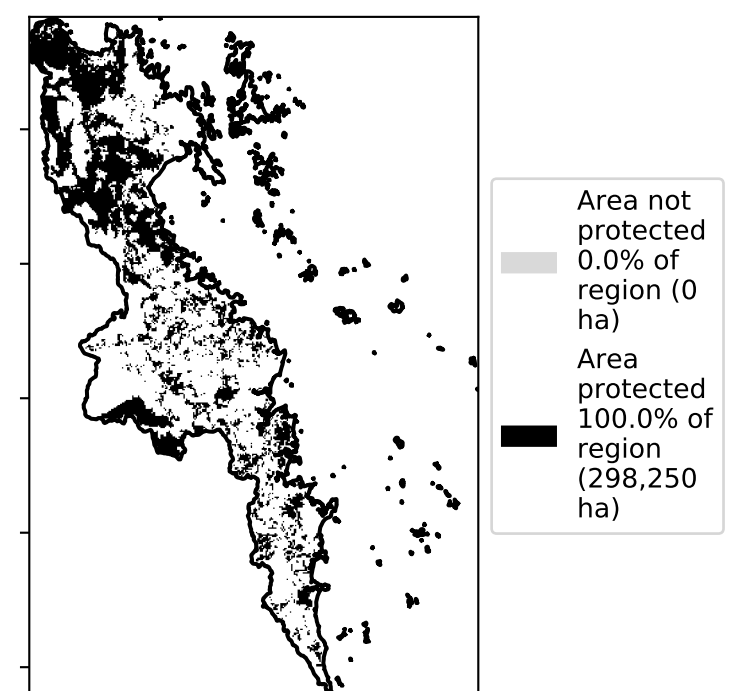 Area not
protected
0.0% of
region (0
ha)
Area
protected
100.0% of
region
(298,250
ha)